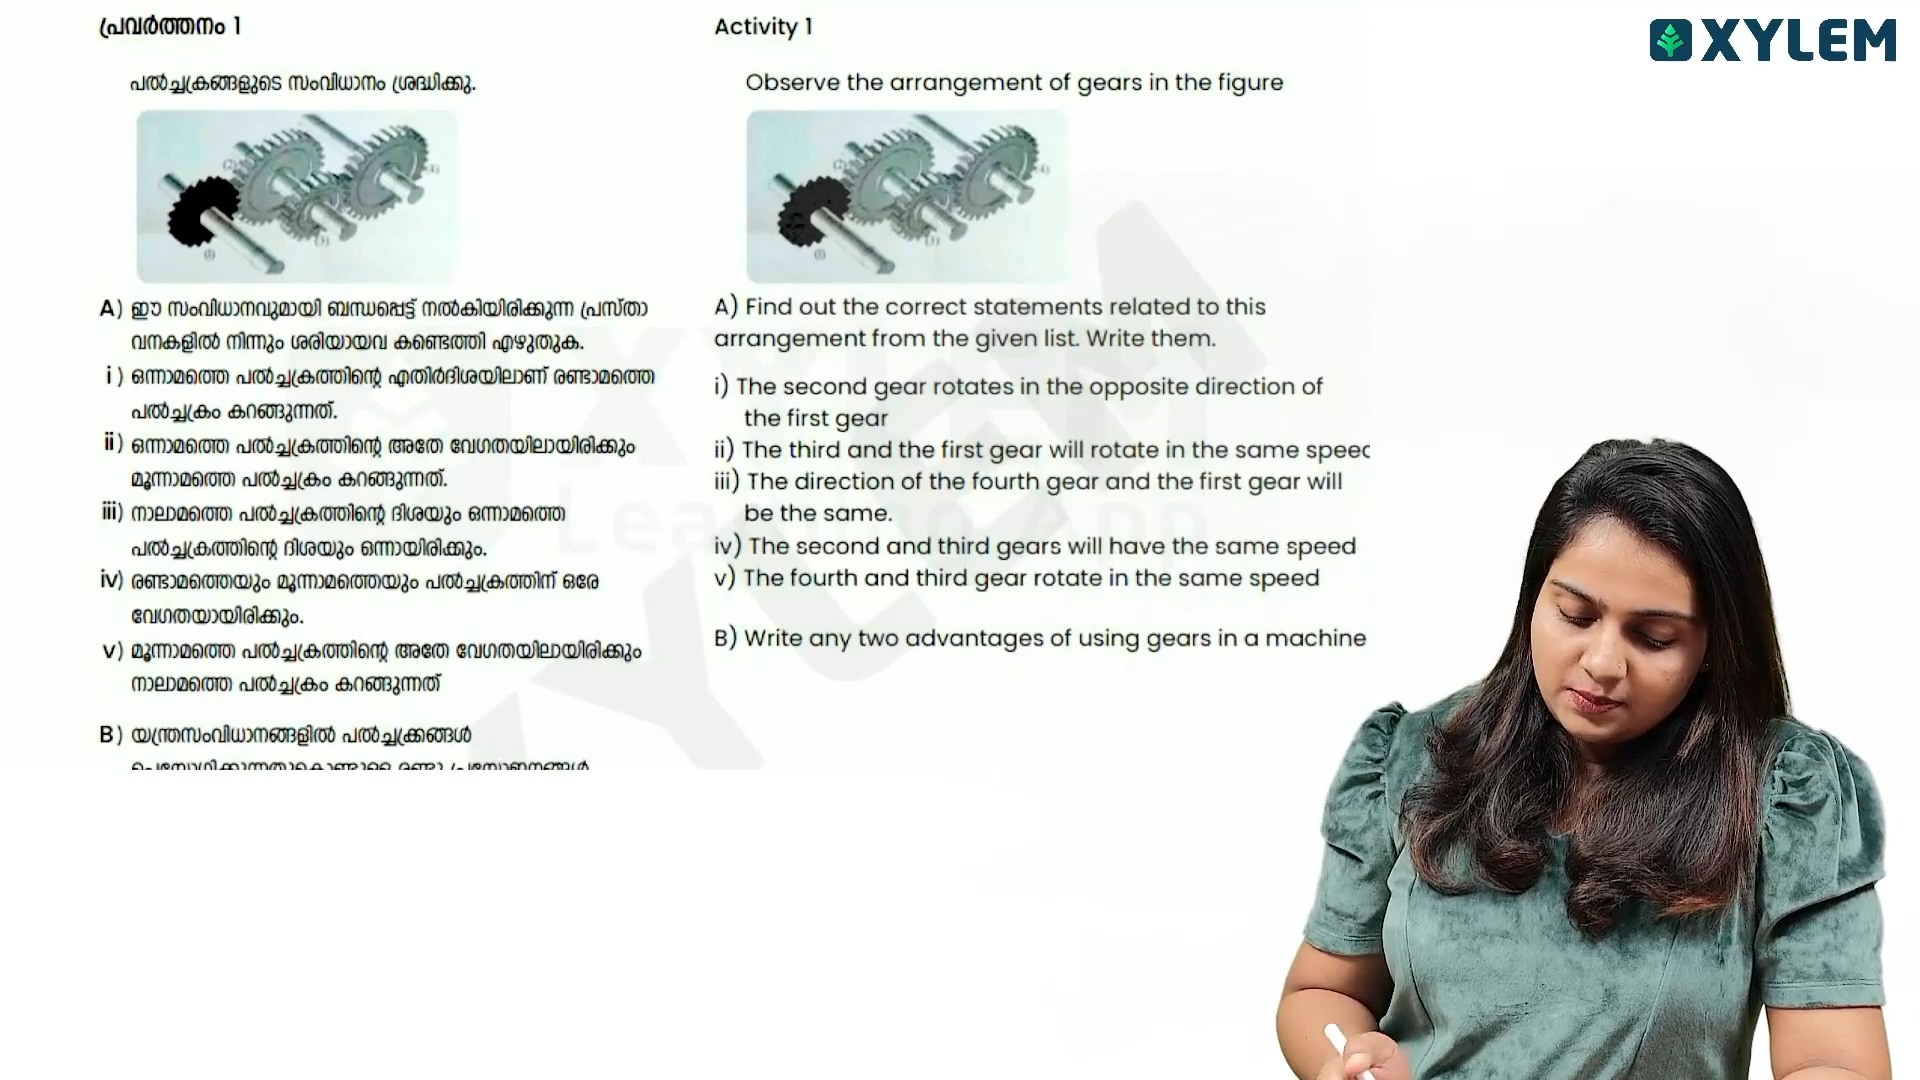 പ്രവർത്തനം 1
പൽച്ചക്രങ്ങളുടെ സംവിധാനം ശ്രദ്ധിക്കു.
(2)
(4)
(3)
(1)
A) ഈ സംവിധാനവുമായി ബന്ധപ്പെട്ട് നൽകിയിരിക്കുന്ന പ്രസ്താ
വനകളിൽ നിന്നും ശരിയായവ കണ്ടെത്തി എഴുതുക.
i ) ഒന്നാമത്തെ പൽച്ചക്രത്തിന്റെ എതിർദിശയിലാണ് രണ്ടാമത്തെ
പൽച്ചക്രം കറങ്ങുന്നത്.
ii ) ഒന്നാമത്തെ പൽച്ചക്രത്തിന്റെ അതേ വേഗതയിലായിരിക്കും
മൂന്നാമത്തെ പൽച്ചക്രം കറങ്ങുന്നത്.
iii ) നാലാമത്തെ പൽച്ചക്രത്തിന്റെ ദിശയും ഒന്നാമത്തെ
പൽച്ചക്രത്തിന്റെ ദിശയും ഒന്നായിരിക്കും.
iv) രണ്ടാമത്തെയും മൂന്നാമത്തെയും പൽച്ചക്രത്തിന് ഒരേ
വേഗതയായിരിക്കും.
v) മൂന്നാമത്തെ പൽച്ചക്രത്തിന്റെ അതേ വേഗതയിലായിരിക്കും
നാലാമത്തെ പൽച്ചക്രം കറങ്ങുന്നത്
B) യന്ത്രസംവിധാനങ്ങളിൽ പൽച്ചക്ര്രങ്ങൾ
Activity 1
Observe the arrangement of gears in the figure
A) Find out the correct statements related to this
arrangement from the given list. Write them.
i) The second gear rotates in the opposite direction of
the first gear
ii) The third and the first gear will rotate in the same speed
iii) The direction of the fourth gear and the first gear will
be the same.
iv) The second and third gears will have the same speed
v) The fourth and third gear rotate in the same speed
B) Write any two advantages of using gears in a machine
XYLEM
XYLEM
Learning App